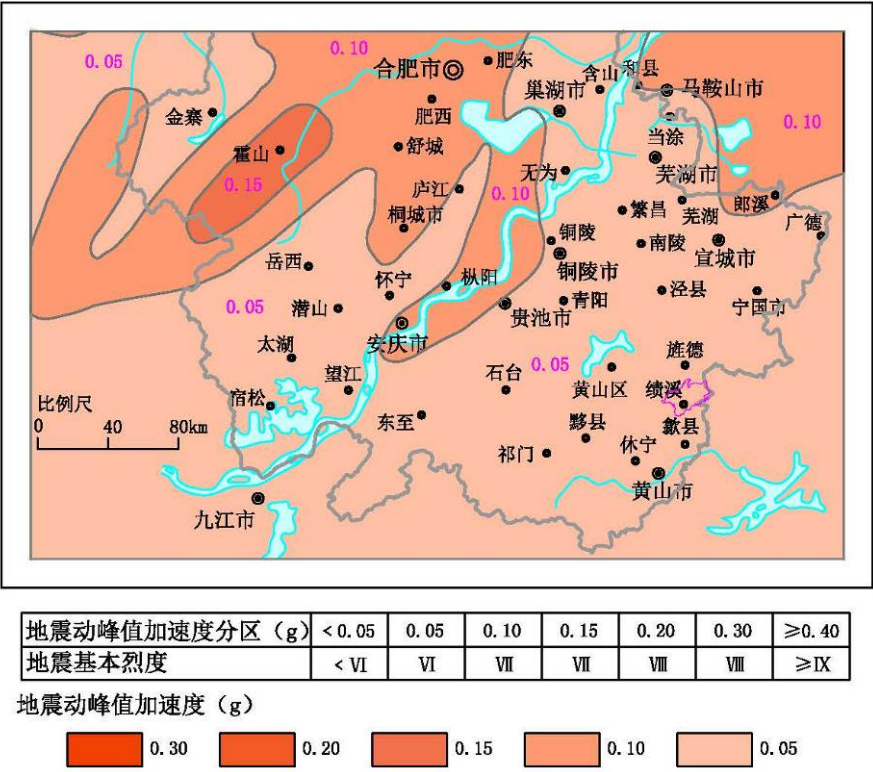 0.05
0.10
合肥市
肥东
含山
和县
巢湖市
马鞍山市
金寨
肥西
0.10
当涂
霍山
舒城
芜湖市
0.15
庐江
0.10
无为
桐城市
繁昌
芜湖
郎溪
广德
铜陵
南陵
宣城市
岳西
怀宁
枞阳
铜陵市
0.05
潜山
贵池市
青阳
泾县
宁国市
安庆市
太湖
0.05
旌德
望江
石台
黄山区
绩溪
宿松
比例尺
东至
黟县
歙县
0 40 80km
祁门
休宁
黄山市
九江市
地震动峰值加速度分区（g） <0.05 0.05 0.10 0.15 0.20 0.30 ≥0.40
地震基本烈度 <Ⅵ Ⅵ Ⅶ Ⅶ Ⅷ Ⅷ ≥Ⅸ
地震动峰值加速度（g）
0.30 0.20 0.15 0.10 0.05